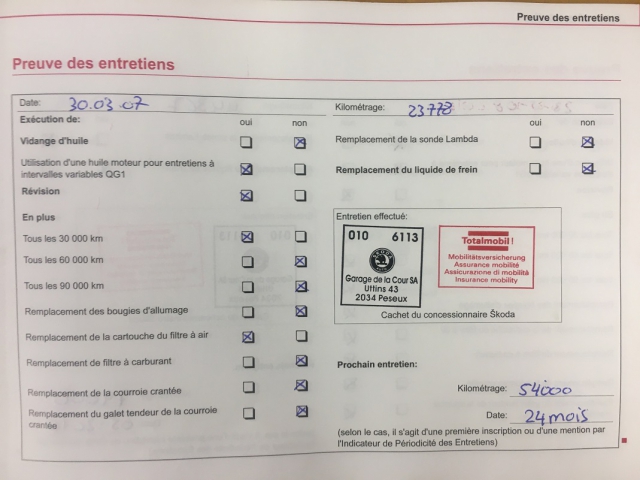 Preuve des entretiens
Preuve des entretiens
Date: 30.03.07
Kilométrage: 23778
Exécution de: oui non
oui non
Vidange d'huile
Remplacement de la sonde Lambda
Utilisation d'une huile moteur pour entretiens à
intervalles variables QG1
Remplacement du liquide de frein
Révision
En plus
Tous les 30 000 km
Tous les 60 000 km
Tous les 90 000 km
Remplacement des bougies d'allumage
Remplacement de la cartouche du filtre à air
Remplacement de filtre à carburant
Remplacement de la courroie crantée
Remplacement du galet tendeur de la courroie
crantée
Entretien effectué:
010 6113
Garage de la Cour SA
Uttins 43
2034 Peseux
Totalmobil!
Mobilitätsversicherung
Assurance mobilité
Assicurazione di mobilità
Insurance mobility
Cachet du concessionnaire Škoda
Prochain entretien:
Kilométrage: 54000
Date: 24 mois
(selon le cas, il s'agit d'une première inscription ou d'une mention par
l'Indicateur de Périodicité des Entretiens)